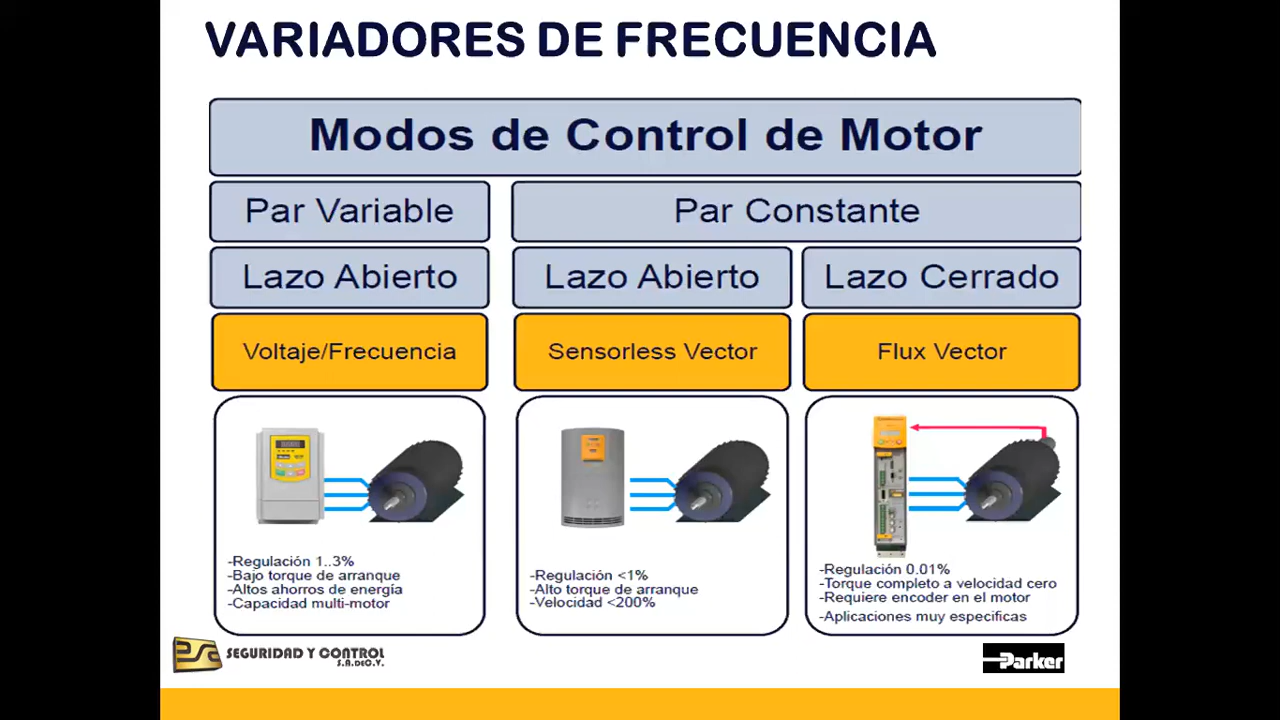 VARIADORES DE FRECUENCIA
Modos de Control de Motor
Par Variable
Par Constante
Lazo Abierto
Lazo Abierto
Lazo Cerrado
Voltaje/Frecuencia
Sensorless Vector
Flux Vector
-Regulación 1..3%
-Bajo torque de arranque
-Altos ahorros de energía
-Capacidad multi-motor
-Regulación <1%
-Alto torque de arranque
-Velocidad <200%
-Regulación 0.01%
-Torque completo a velocidad cero
-Requiere encoder en el motor
-Aplicaciones muy especificas
SEGURIDAD Y CONTROL
S.A.DEC.V.
Parker